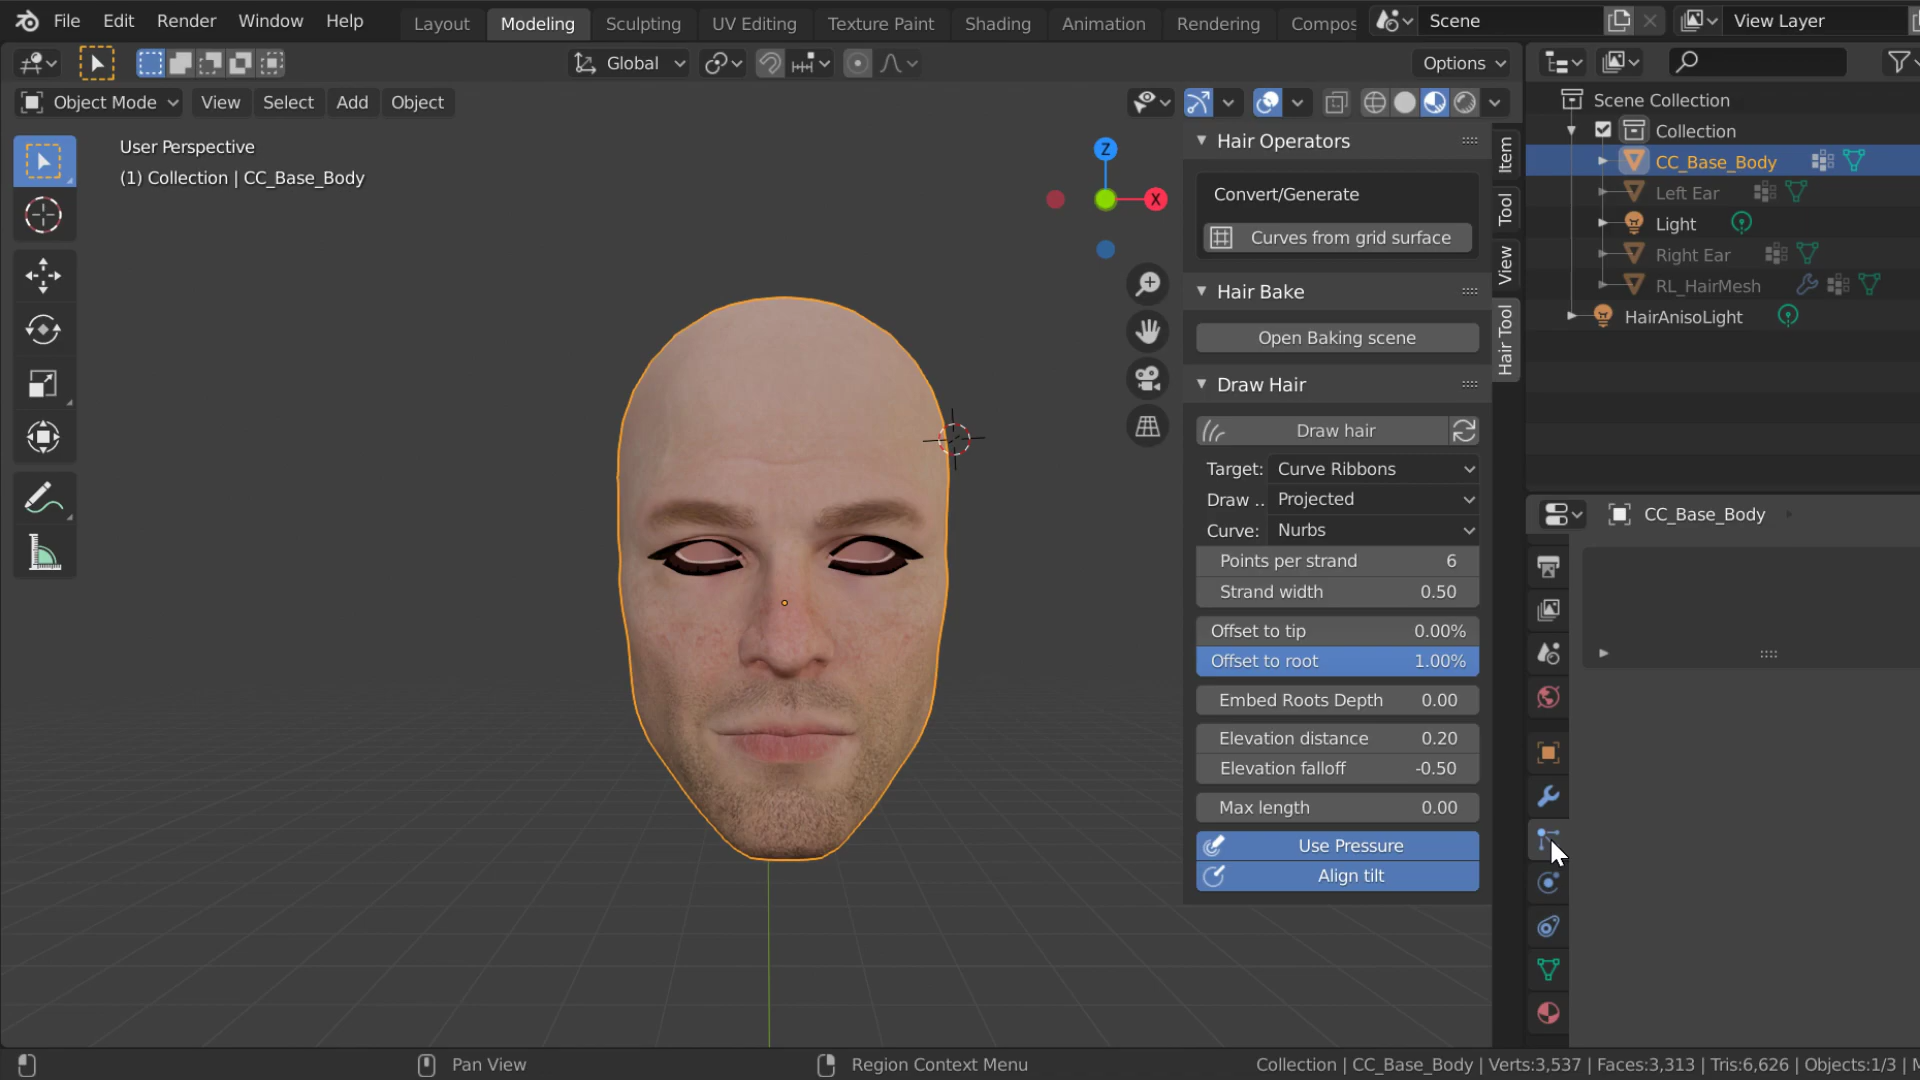 File Edit Render Window Help Layout Modeling Sculpting UV Editing Texture Paint Shading Animation Rendering Compos Scene View Layer
Global Options
Object Mode View Select Add Object
User Perspective
(1) Collection | CC_Base_Body
Z
X
Hair Operators
Convert/Generate
Curves from grid surface
Hair Bake
Open Baking scene
Draw Hair
Draw hair
Target: Curve Ribbons
Draw .. Projected
Curve: Nurbs
Points per strand 6
Strand width 0.50
Offset to tip 0.00%
Offset to root 1.00%
Embed Roots Depth 0.00
Elevation distance 0.20
Elevation falloff -0.50
Max length 0.00
Use Pressure
Align tilt
Item
Tool
View
Hair Tool
Scene Collection
Collection
CC_Base_Body
Left Ear
Light
Right Ear
RL_HairMesh
HairAnisoLight
CC_Base_Body
Pan View Region Context Menu Collection | CC_Base_Body | Verts:3,537 | Faces:3,313 | Tris:6,626 | Objects:1/3 |